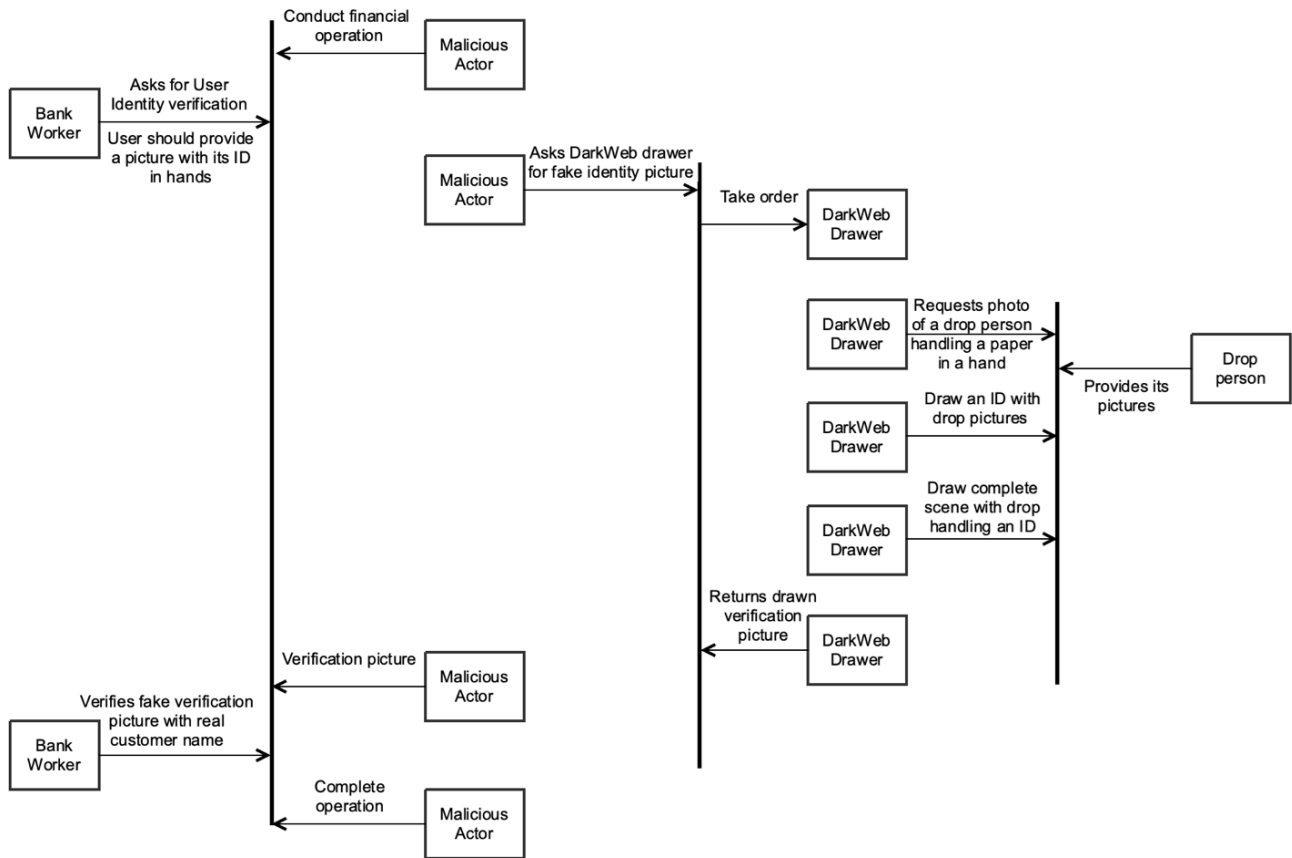 Conduct financial
operation
Malicious
Actor
Bank
Worker
Asks for User
Identity verification
User should provide
a picture with its ID
in hands
Malicious
Actor
Asks DarkWeb drawer
for fake identity picture
Take order
DarkWeb
Drawer
DarkWeb
Drawer
Requests photo
of a drop person
handling a paper
in a hand
Drop
person
Provides its
pictures
DarkWeb
Drawer
Draw an ID with
drop pictures
DarkWeb
Drawer
Draw complete
scene with drop
handling an ID
Returns drawn
verification
picture
DarkWeb
Drawer
Verification picture
Malicious
Actor
Bank
Worker
Verifies fake verification
picture with real
customer name
Complete
operation
Malicious
Actor